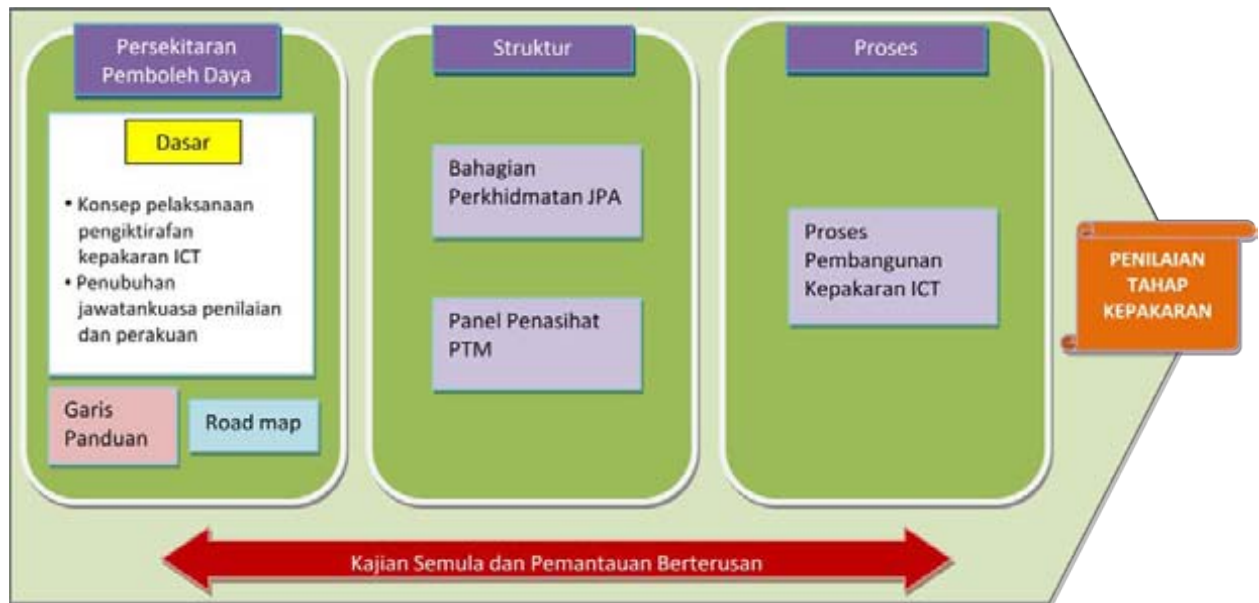 Persekitaran
Pemboleh Daya
Dasar
• Konsep pelaksanaan
pengiktirafan
kepakaran ICT
• Penubuhan
jawatankuasa penilaian
dan perakuan
Garis
Panduan
Road map
Struktur
Bahagian
Perkhidmatan JPA
Panel Penasihat
PTM
Proses
Proses
Pembangunan
Kepakaran ICT
PENILAIAN
TAHAP
KEPAKARAN
Kajian Semula dan Pemantauan Berterusan